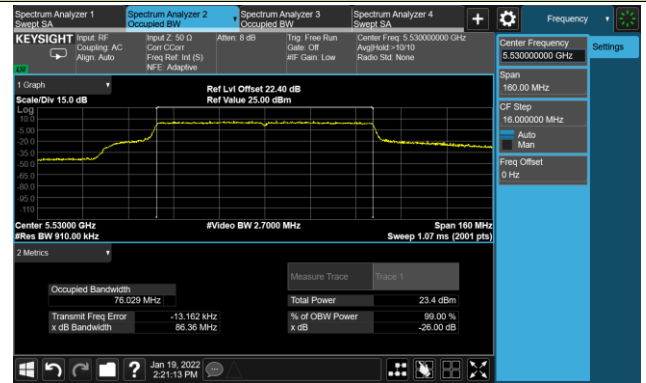 Spectrum Analyzer 1
Swept SA
Spectrum Analyzer 2
Occupied BW
Spectrum Analyzer 3
Occupied BW
Spectrum Analyzer 4
Swept SA
+
Frequency
KEYSIGHT
Input: RF
Coupling: AC
Align: Auto
Input Z: 50 Ω
Corr CCorr
Freq Ref: Int (S)
NFE: Adaptive
Atten: 8 dB
Trig: Free Run
Gate: Off
#IF Gain: Low
Center Freq: 5.530000000 GHz
Avg|Hold:>10/10
Radio Std: None
Center Frequency
5.530000000 GHz
Settings
Span
160.00 MHz
CF Step
16.000000 MHz
Auto
Man
Freq Offset
0 Hz
1 Graph
Scale/Div 15.0 dB
Ref Lvl Offset 22.40 dB
Ref Value 25.00 dBm
Log
10.0
-5.00
-20.0
-35.0
-50.0
-65.0
-80.0
-95.0
-110
Center 5.53000 GHz
#Res BW 910.00 kHz
#Video BW 2.7000 MHz
Span 160 MHz
Sweep 1.07 ms (2001 pts)
2 Metrics
Measure Trace
Trace 1
Occupied Bandwidth
76.029 MHz
Total Power
23.4 dBm
Transmit Freq Error
-13.162 kHz
% of OBW Power
99.00 %
x dB Bandwidth
86.36 MHz
x dB
-26.00 dB
?
Jan 19, 2022
2:21:13 PM